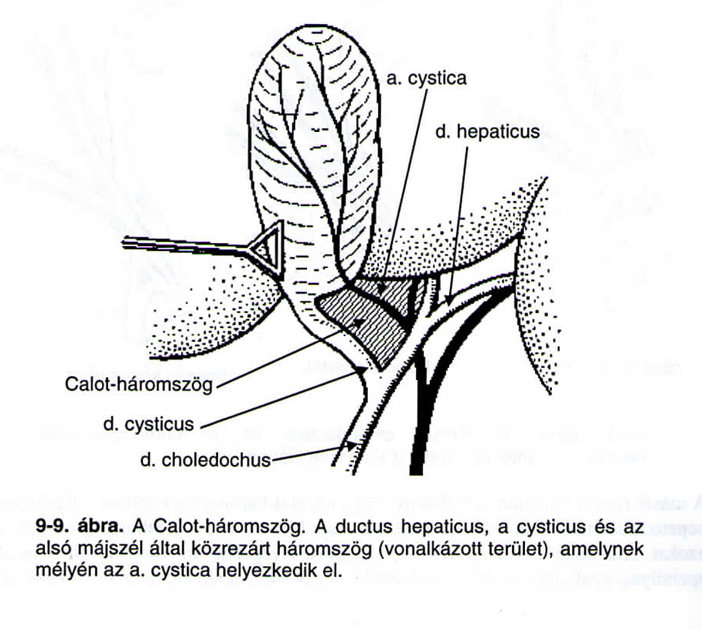 a. cystica
d. hepaticus
Calot-háromszög
d. cysticus
d. choledochus
9-9. ábra. A Calot-háromszög. A ductus hepaticus, a cysticus és az
alsó májszél által közrezárt háromszög (vonalkázott terület), amelynek
mélyén az a. cystica helyezkedik el.